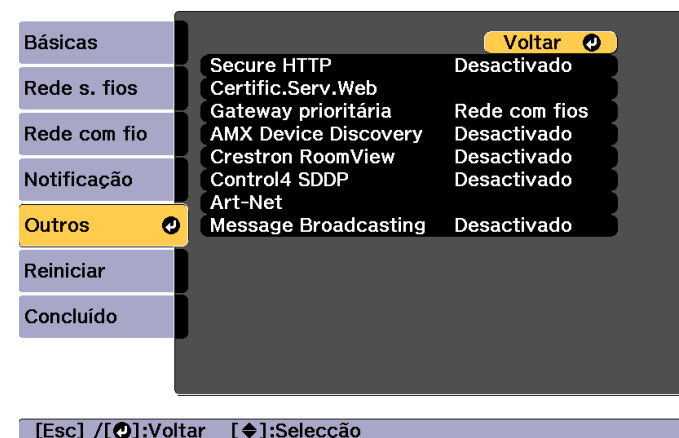 Básicas
Rede s. fios
Rede com fio
Notificação
Outros
Reiniciar
Concluído
Voltar
Secure HTTP Desactivado
Certific.Serv.Web
Gateway prioritária Rede com fios
AMX Device Discovery Desactivado
Crestron RoomView Desactivado
Control4 SDDP Desactivado
Art-Net
Message Broadcasting Desactivado
[Esc] /[]:Voltar []:Selecção